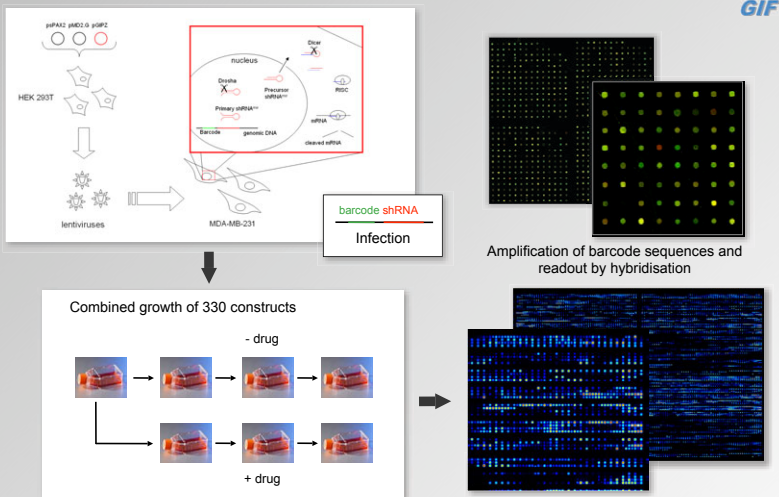 GIF
psPAX2 pMD2.G pGIPZ
HEK 293T
lentiviruses
MDA-MB-231
nucleus
Drosha
Primary shRNAmir
Precursor
shRNAmir
Dicer
RISC
mRNA
cleaved mRNA
Barcode genomic DNA
barcode shRNA
Infection
Amplification of barcode sequences and
readout by hybridisation
Combined growth of 330 constructs
- drug
+ drug